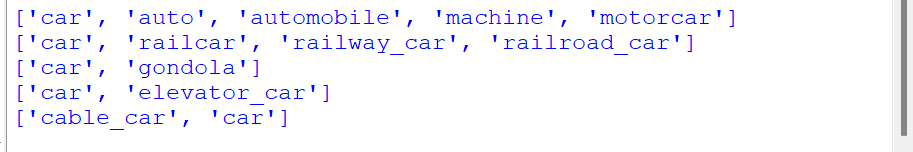 ['car', 'auto', 'automobile', 'machine', 'motorcar']
['car', 'railcar', 'railway_car', 'railroad_car']
['car', 'gondola']
['car', 'elevator_car']
['cable_car', 'car']